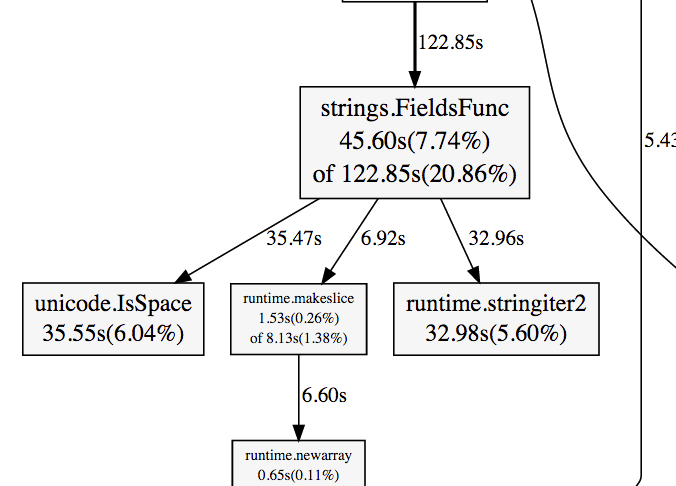 122.85s
strings.FieldsFunc
45.60s(7.74%)
of 122.85s(20.86%)
5.43
35.47s
6.92s
32.96s
unicode.IsSpace
35.55s(6.04%)
runtime.makeslice
1.53s(0.26%)
of 8.13s(1.38%)
runtime.stringiter2
32.98s(5.60%)
6.60s
runtime.newarray
0.65s(0.11%)